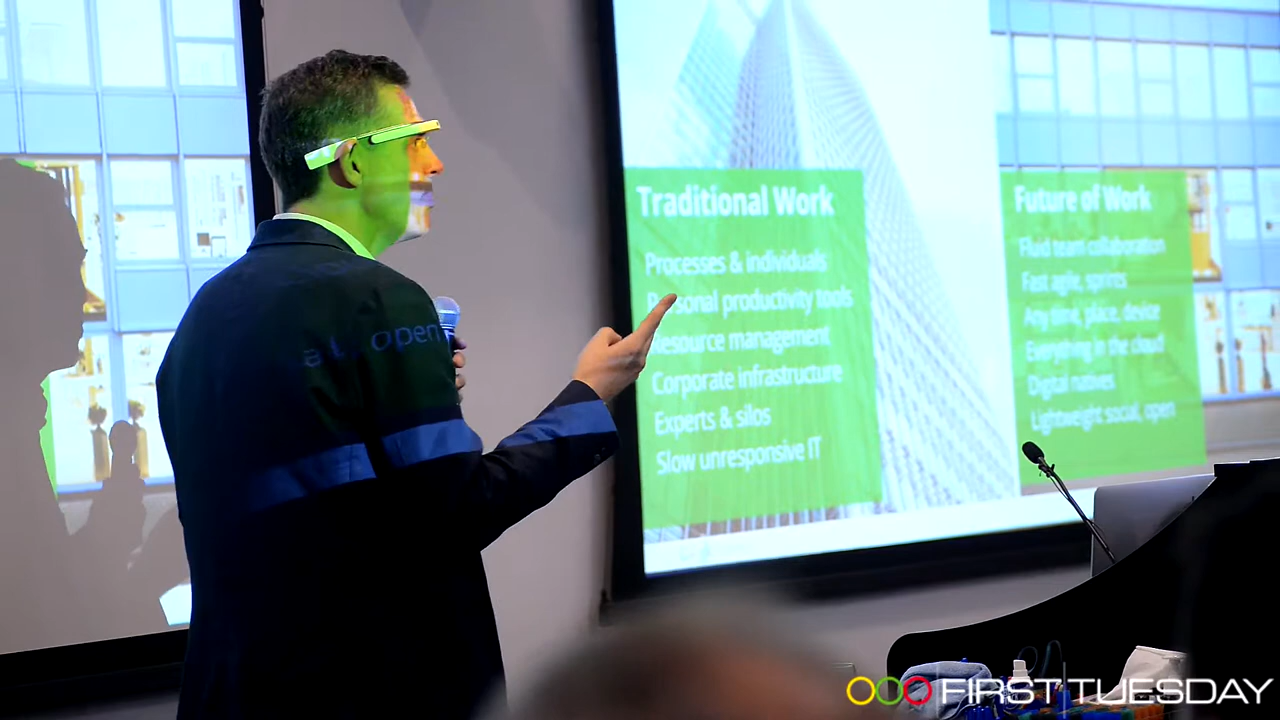 Traditional Work
Processes & individuals
Personal productivity tools
Resource management
Corporate infrastructure
Experts & silos
Slow unresponsive IT
Future of Work
Fluid team collaboration
Fast agile, sprints
Any time, place, device
Everything in the cloud
Digital natives
Lightweight social, open
open
FIRST TUESDAY